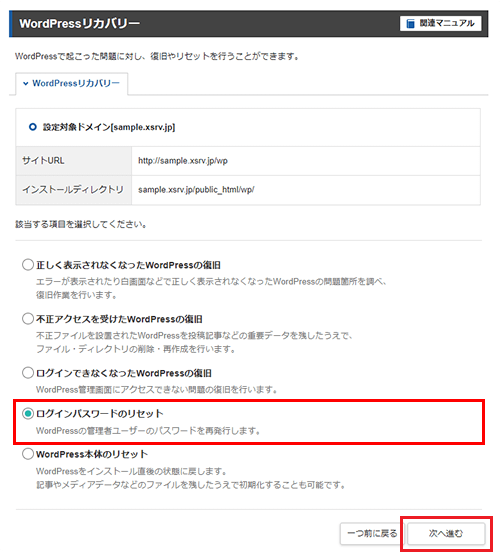 WordPressリカバリー
関連マニュアル
WordPressで起こった問題に対し、復旧やリセットを行うことができます。
WordPressリカバリー
設定対象ドメイン[sample.xsrv.jp]
サイトURL http://sample.xsrv.jp/wp
インストールディレクトリ sample.xsrv.jp/public_html/wp/
該当する項目を選択してください。
正しく表示されなくなったWordPressの復旧
エラーが表示されたり白画面などで正しく表示されなくなったWordPressの問題箇所を調べ、
復旧作業を行います。
不正アクセスを受けたWordPressの復旧
不正ファイルを設置されたWordPressを投稿記事などの重要データを残したうえで、
ファイル・ディレクトリの削除・再作成を行います。
ログインできなくなったWordPressの復旧
WordPress管理画面にアクセスできない問題の復旧を行います。
ログインパスワードのリセット
WordPressの管理者ユーザーのパスワードを再発行します。
WordPress本体のリセット
WordPressをインストール直後の状態に戻します。
記事やメディアデータなどのファイルを残したうえで初期化することも可能です。
一つ前に戻る
次へ進む